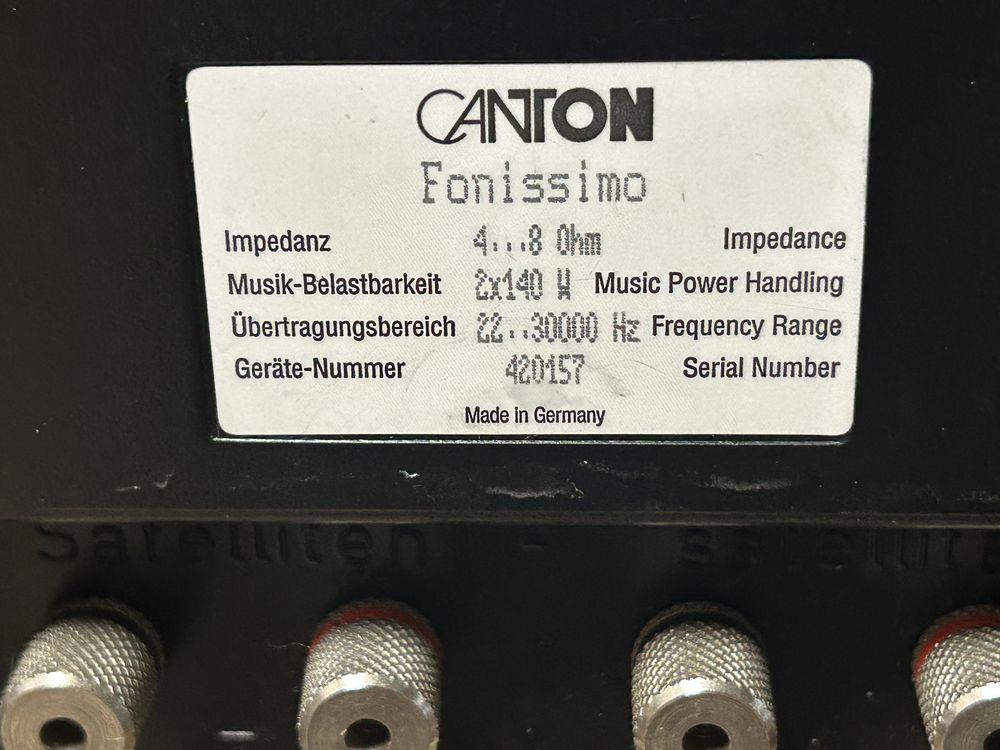 CANTON
Fonissimo
Impedanz 4...8 Ohm Impedance
Musik-Belastbarkeit 2x140 W Music Power Handling
Übertragungsbereich 22..30000 Hz Frequency Range
Geräte-Nummer 420157 Serial Number
Made in Germany
Satelliten -